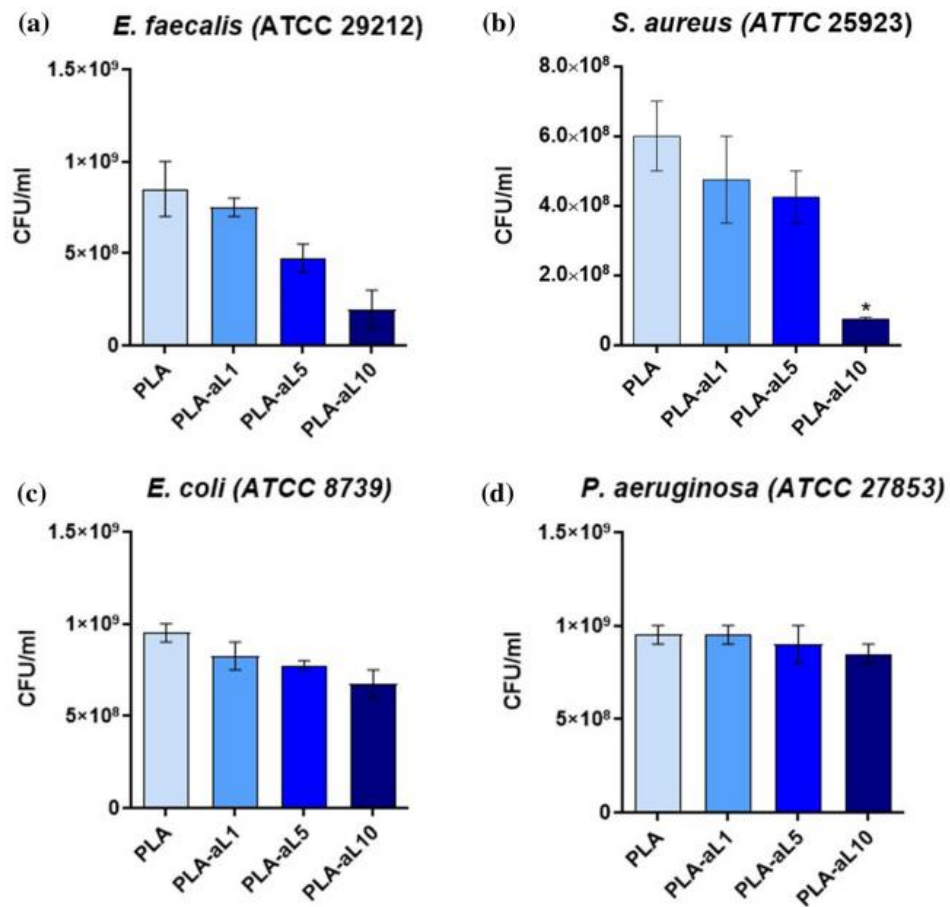 (a)
E. faecalis (ATCC 29212)
1.5×10⁹
1×10⁹
5×10⁸
0
CFU/ml
PLA
PLA-aL1
PLA-aL5
PLA-aL10
(b)
S. aureus (ATTC 25923)
8.0×10⁸
6.0×10⁸
4.0×10⁸
2.0×10⁸
0
CFU/ml
*
PLA
PLA-aL1
PLA-aL5
PLA-aL10
(c)
E. coli (ATCC 8739)
1.5×10⁹
1×10⁹
5×10⁸
0
CFU/ml
PLA
PLA-aL1
PLA-aL5
PLA-aL10
(d)
P. aeruginosa (ATCC 27853)
1.5×10⁹
1×10⁹
5×10⁸
0
CFU/ml
PLA
PLA-aL1
PLA-aL5
PLA-aL10